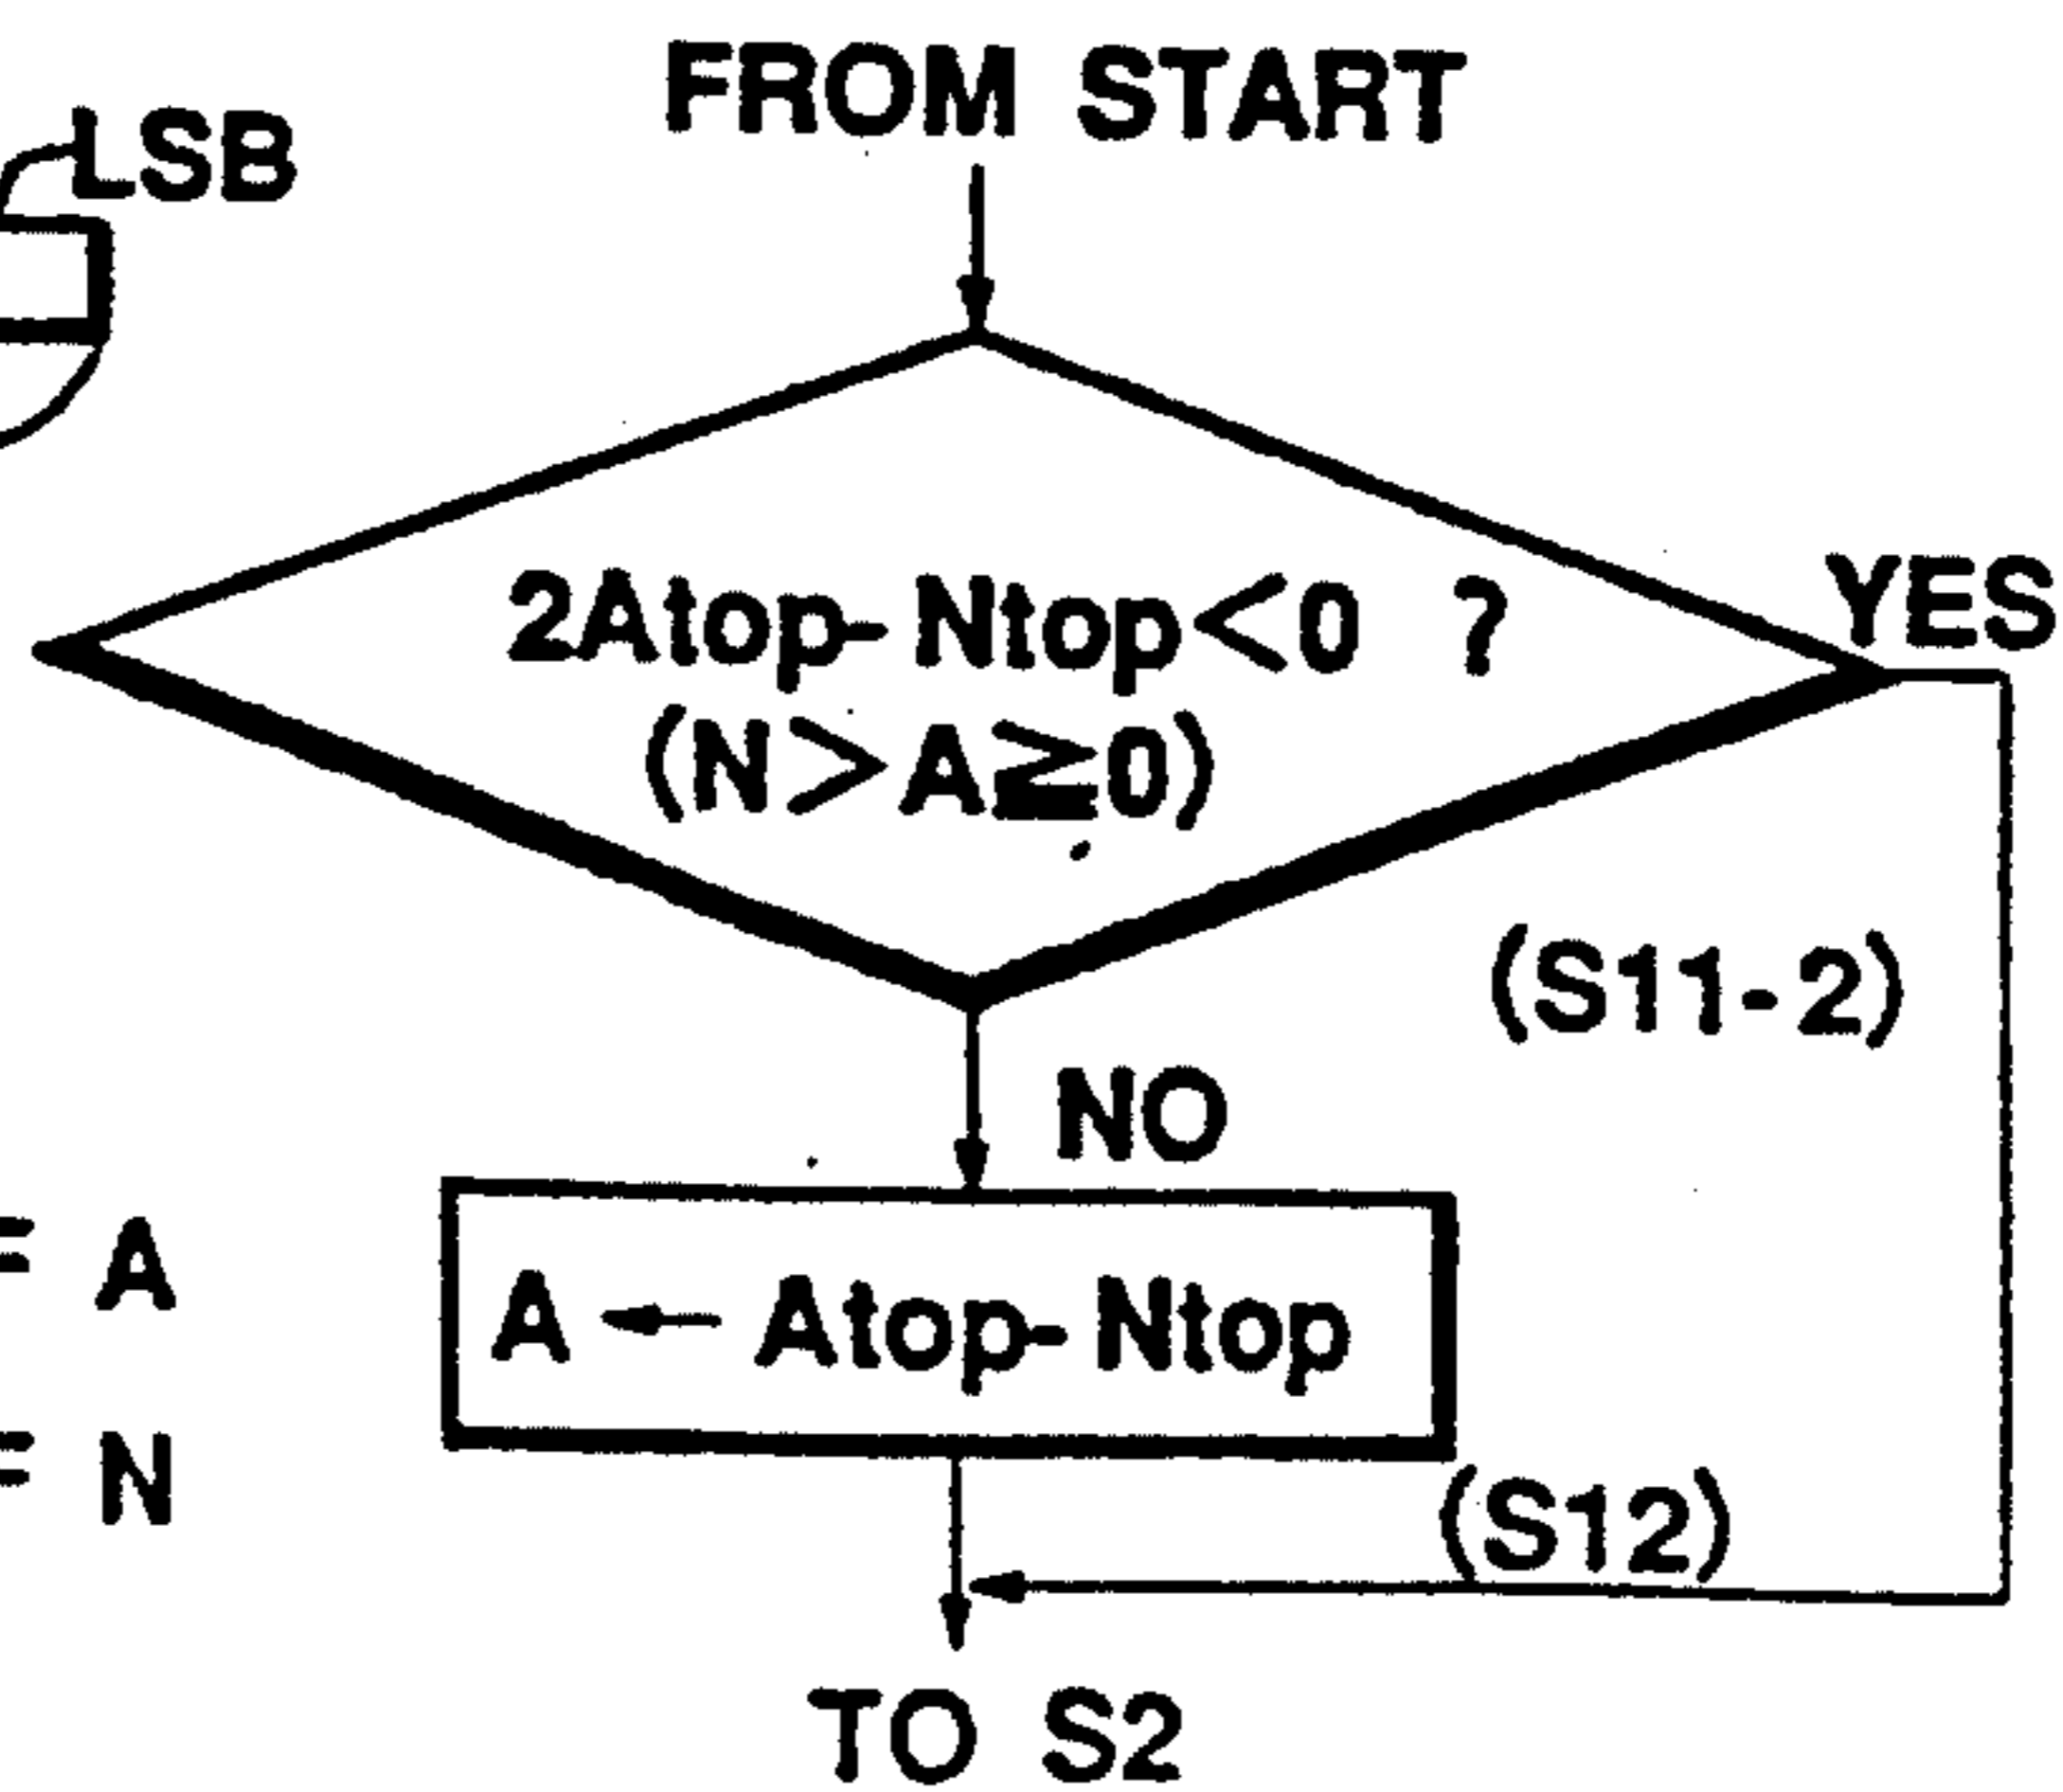 FROM START
LSB
2Atop- Ntop<0 ?
YES
(N>A≧0)
(S11-2)
NO
A
A ← Atop- Ntop
N
(S12)
TO S2